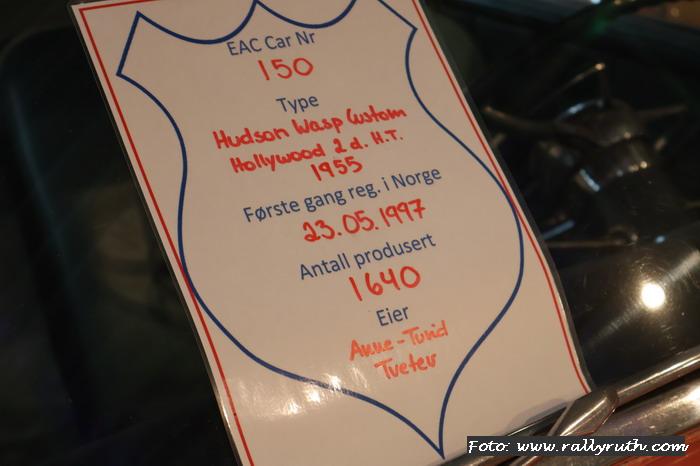 EAC Car Nr
150
Type
Hudson Wasp Custom
Hollywood 2 d. H.T.
1955
Første gang reg. i Norge
23.05.1997
Antall produsert
1640
Eier
Anne-Turid
Tveter
Foto: www.rallyruth.com